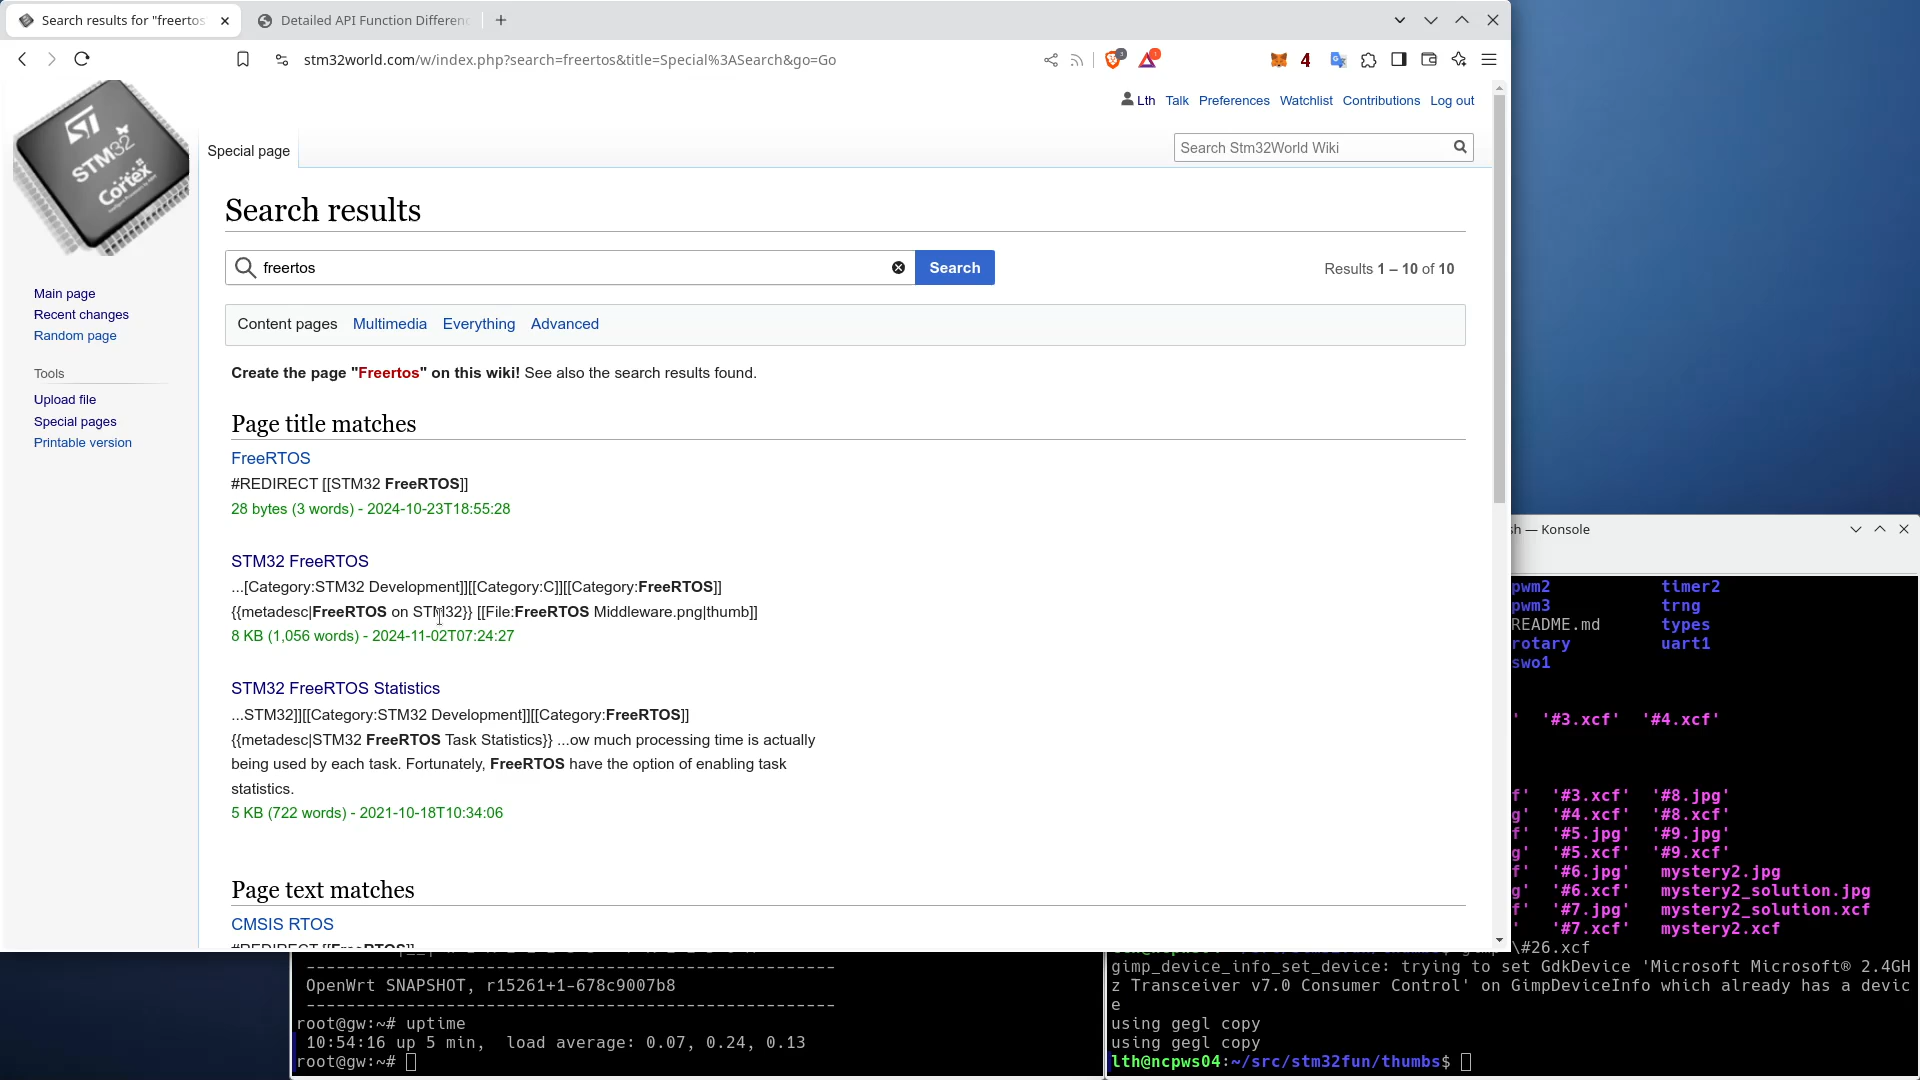 Search results for "freertos
Detailed API Function Differen
stm32world.com/w/index.php?search=freertos&title=Special%3ASearch&go=Go
Lth Talk Preferences Watchlist Contributions Log out
Special page
Search Stm32World Wiki
ST
STM32
Cortex
Main page
Recent changes
Random page
Tools
Upload file
Special pages
Printable version
Search results
freertos
Search
Results 1 – 10 of 10
Content pages Multimedia Everything Advanced
Create the page "Freertos" on this wiki! See also the search results found.
Page title matches
FreeRTOS
#REDIRECT [[STM32 FreeRTOS]]
28 bytes (3 words) - 2024-10-23T18:55:28
STM32 FreeRTOS
...[Category:STM32 Development]][[Category:C]][[Category:FreeRTOS]]
{{metadesc|FreeRTOS on STM32}} [[File:FreeRTOS Middleware.png|thumb]]
8 KB (1,056 words) - 2024-11-02T07:24:27
STM32 FreeRTOS Statistics
...STM32]][[Category:STM32 Development]][[Category:FreeRTOS]]
{{metadesc|STM32 FreeRTOS Task Statistics}} ...ow much processing time is actually
being used by each task. Fortunately, FreeRTOS have the option of enabling task
statistics.
5 KB (722 words) - 2021-10-18T10:34:06
Page text matches
CMSIS RTOS
#REDIRECT [[FreeRTOS]]
sh — Konsole
pwm2 timer2
pwm3 trng
README.md types
rotary uart1
swo1
' '#3.xcf' '#4.xcf'
f' '#3.xcf' '#8.jpg'
g' '#4.xcf' '#8.xcf'
f' '#5.jpg' '#9.jpg'
g' '#5.xcf' '#9.xcf'
f' '#6.jpg' mystery2.jpg
g' '#6.xcf' mystery2_solution.jpg
f' '#7.jpg' mystery2_solution.xcf
' '#7.xcf' mystery2.xcf
\#26.xcf
gimp_device_info_set_device: trying to set GdkDevice 'Microsoft Microsoft® 2.4GH
z Transceiver v7.0 Consumer Control' on GimpDeviceInfo which already has a devic
e
using gegl copy
using gegl copy
lth@ncpws04:~/src/stm32fun/thumbs$
-----------------------------------------------------
OpenWrt SNAPSHOT, r15261+1-678c9007b8
-----------------------------------------------------
root@gw:~# uptime
10:54:16 up 5 min, load average: 0.07, 0.24, 0.13
root@gw:~#